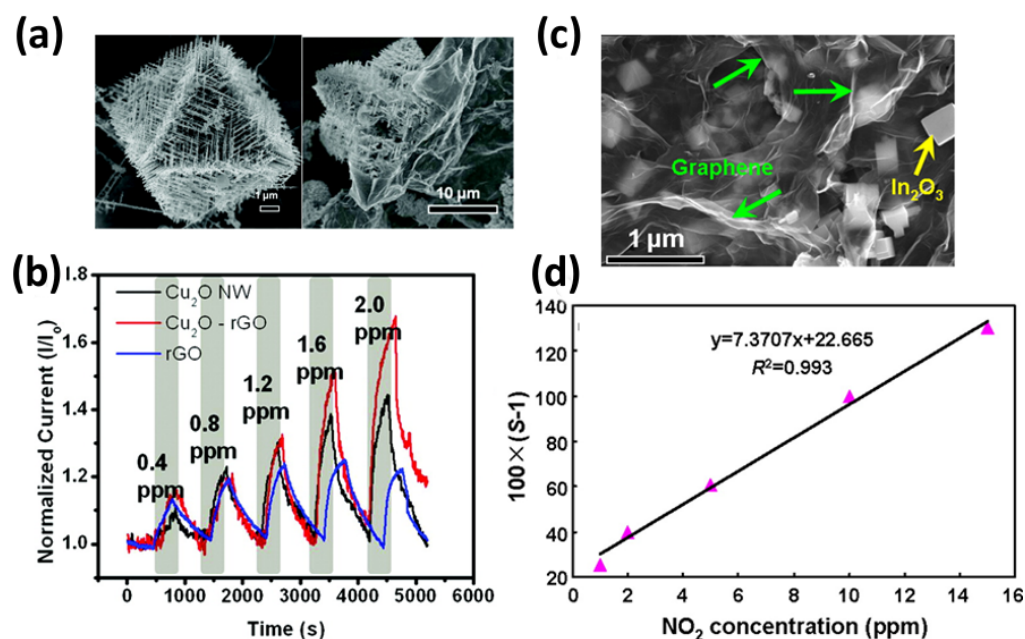 (a)
1 μm
10 μm
(c)
Graphene
In₂O₃
1 μm
(b)
Normalized Current (I/Iₒ)
1.8
1.6
1.4
1.2
1.0
Cu₂O NW
Cu₂O - rGO
rGO
0.4
ppm
0.8
ppm
1.2
ppm
1.6
ppm
2.0
ppm
0 1000 2000 3000 4000 5000 6000
Time (s)
(d)
100×(S-1)
140
120
100
80
60
40
20
y=7.3707x+22.665
R²=0.993
0 2 4 6 8 10 12 14 16
NO₂ concentration (ppm)